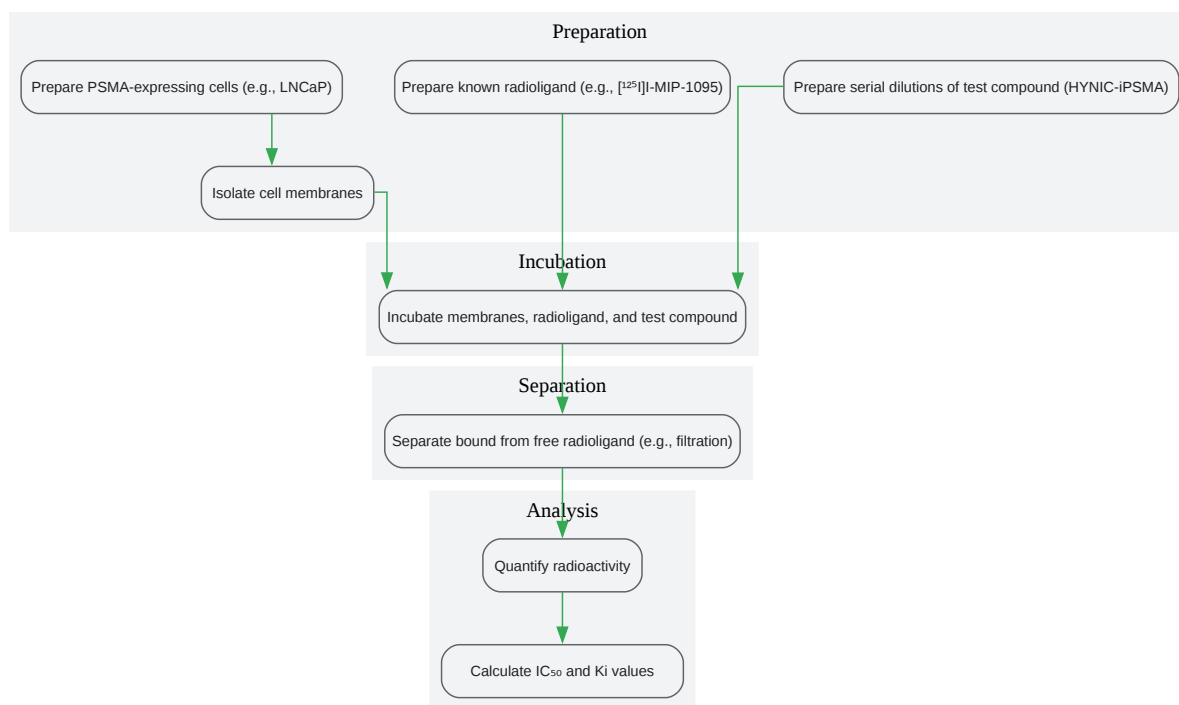 Preparation
Prepare PSMA-expressing cells (e.g., LNCaP)
Prepare known radioligand (e.g., [¹²⁵I]I-MIP-1095)
Prepare serial dilutions of test compound (HYNIC-iPSMA)
Isolate cell membranes
Incubation
Incubate membranes, radioligand, and test compound
Separation
Separate bound from free radioligand (e.g., filtration)
Analysis
Quantify radioactivity
Calculate IC₅₀ and Ki values